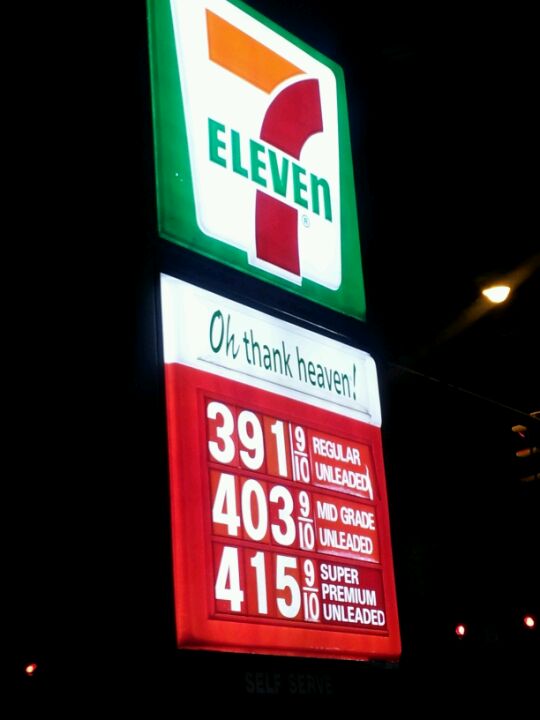 7
ELEVEn
®
Oh thank heaven!
391 9/10 REGULAR UNLEADED
403 9/10 MID GRADE UNLEADED
415 9/10 SUPER PREMIUM UNLEADED
SELF SERVE